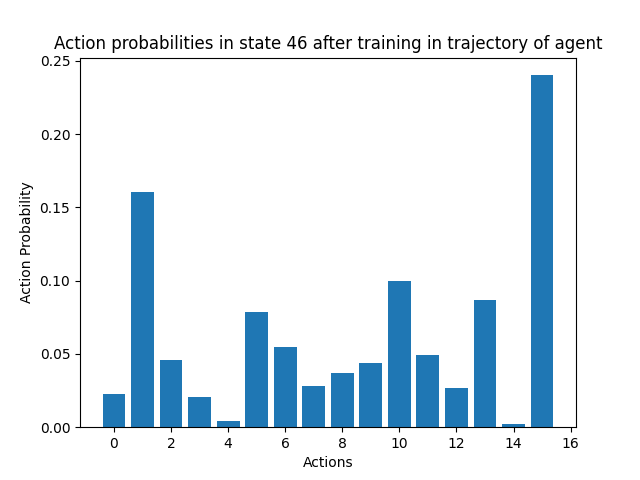 Action probabilities in state 46 after training in trajectory of agent
0.25
0.20
0.15
0.10
0.05
0.00
Action Probability
0 2 4 6 8 10 12 14 16
Actions